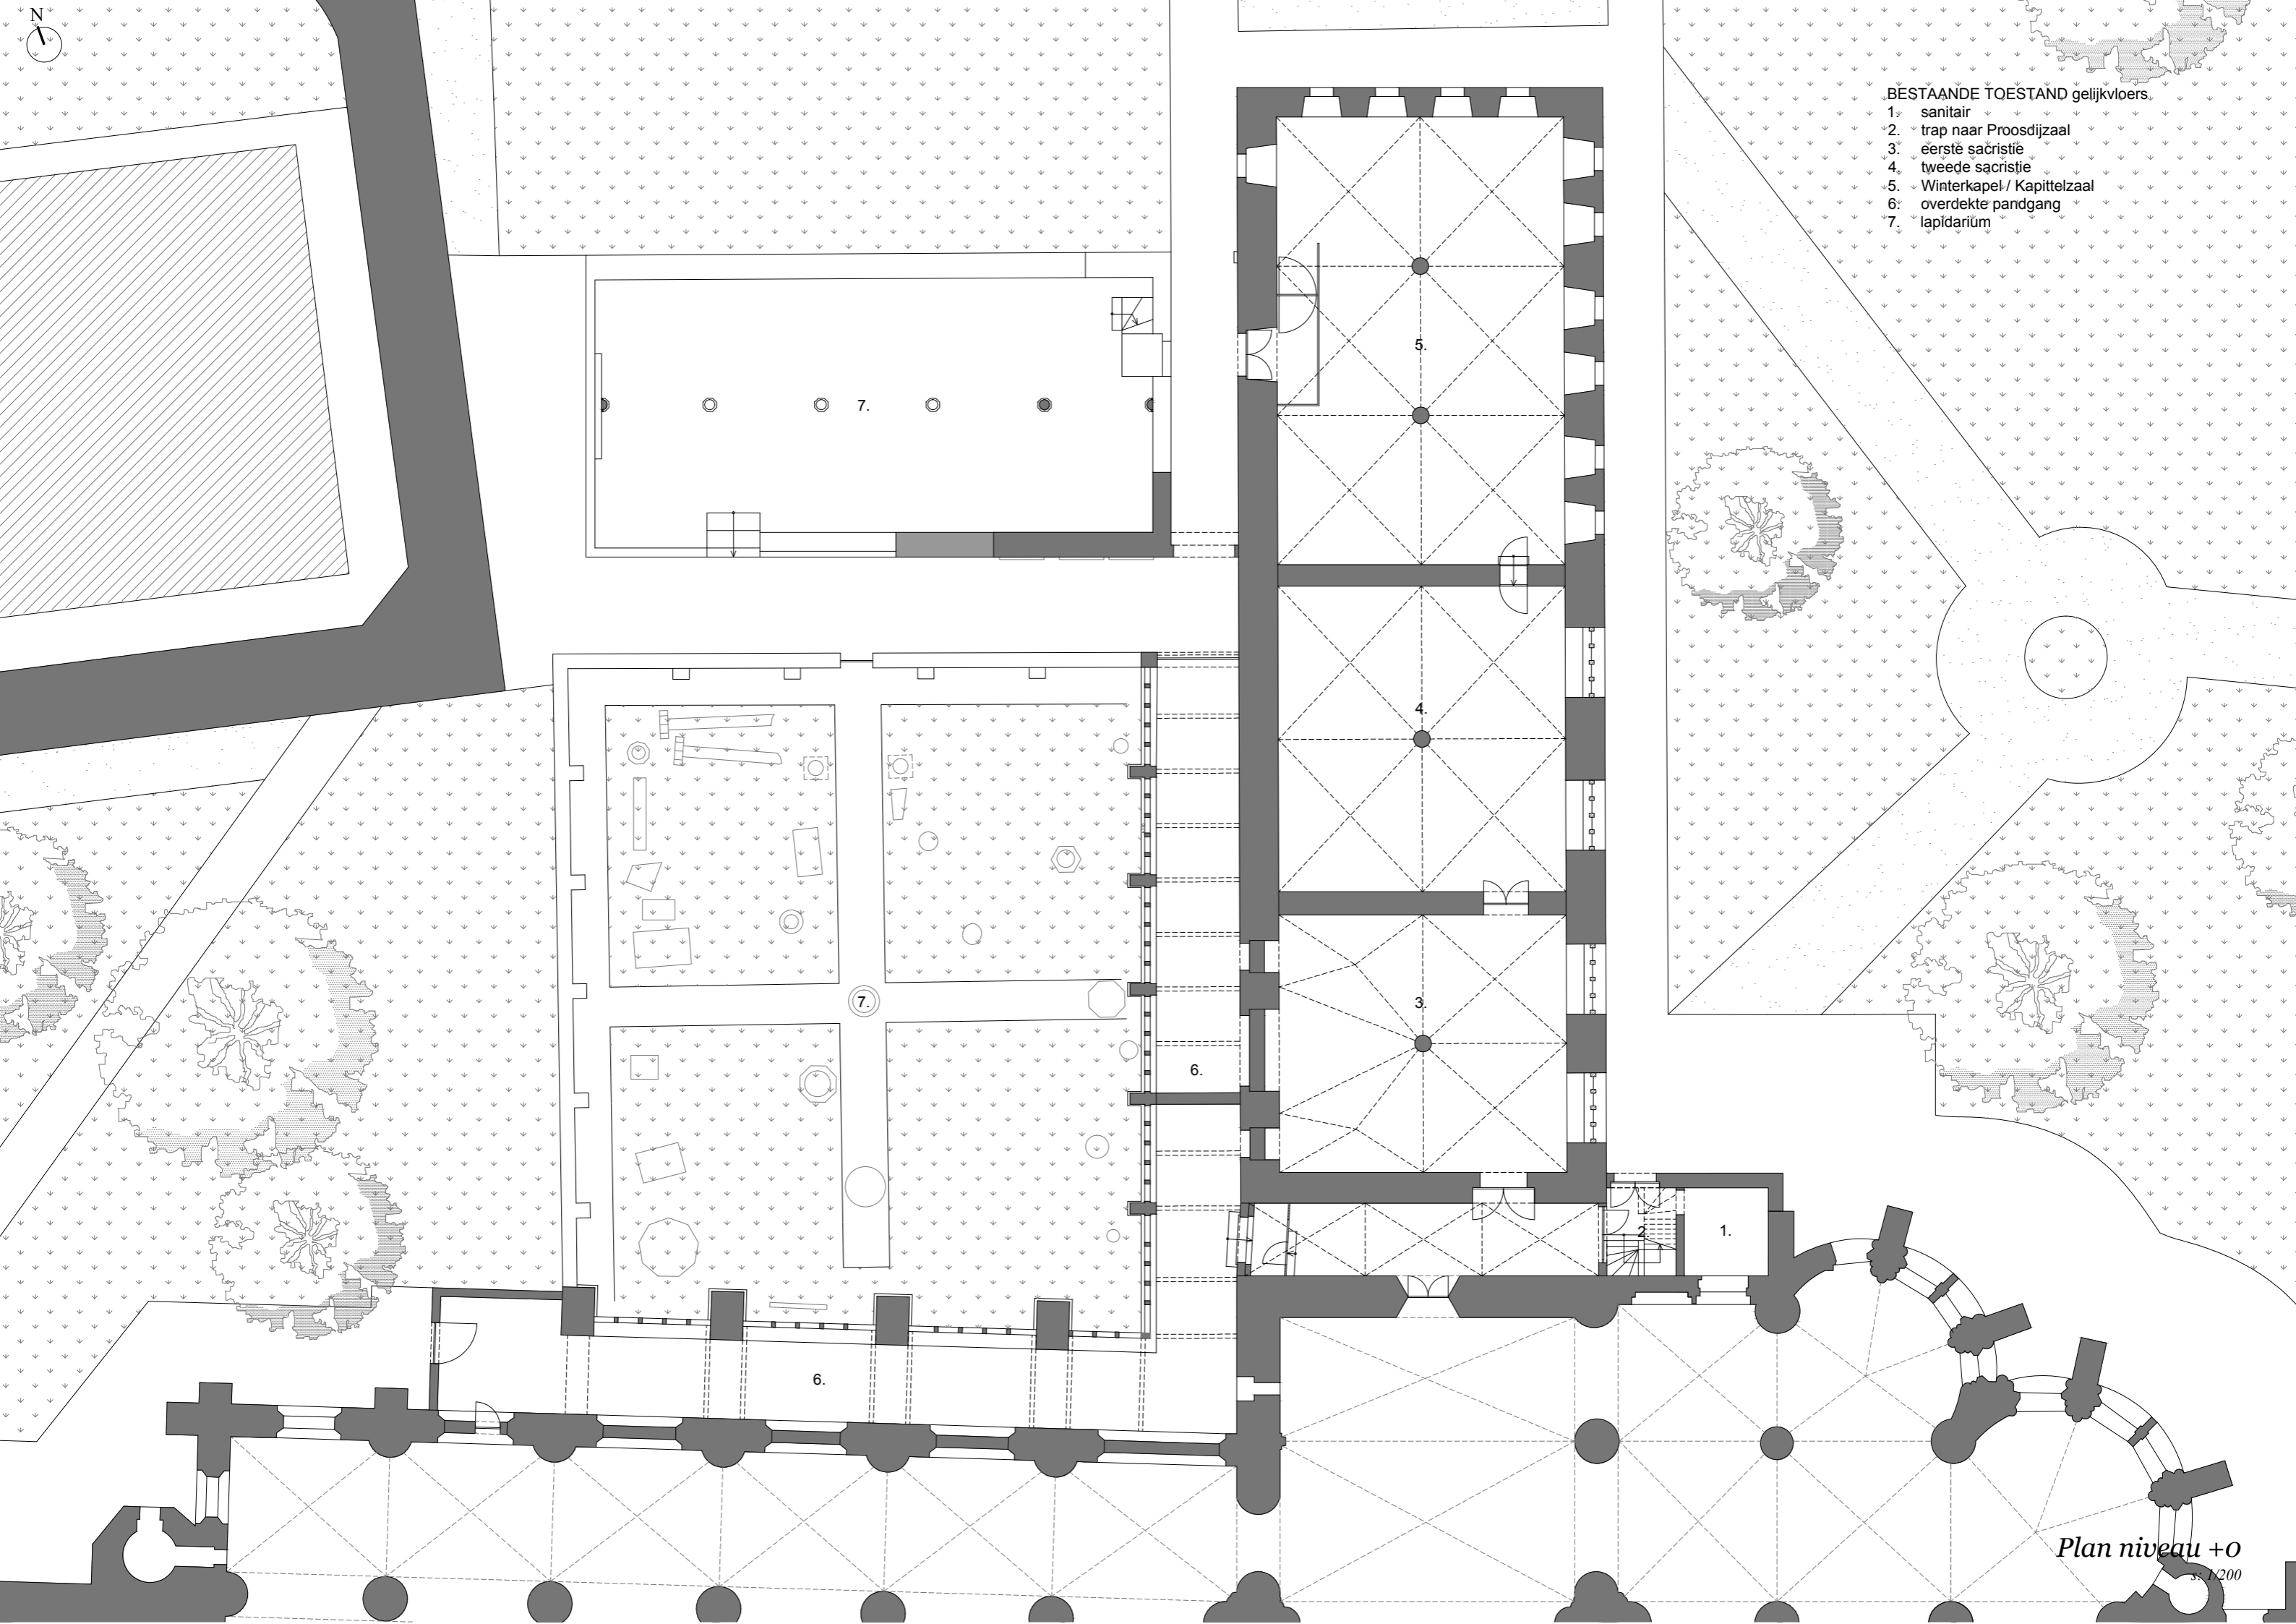 N
BESTAANDE TOESTAND gelijkvloers
1. sanitair
2. trap naar Proosdijzaal
3. eerste sacristie
4. tweede sacristie
5. Winterkapel / Kapittelzaal
6. overdekte pandgang
7. lapidarium
5.
7.
4.
7.
3.
6.
2.
1.
6.
Plan niveau +0
s: 1/200